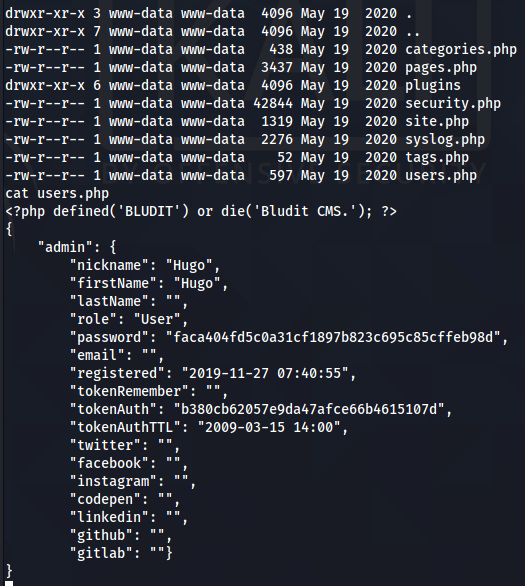 drwxr-xr-x 3 www-data www-data  4096 May 19  2020 .
drwxr-xr-x 7 www-data www-data  4096 May 19  2020 ..
-rw-r--r-- 1 www-data www-data   438 May 19  2020 categories.php
-rw-r--r-- 1 www-data www-data  3437 May 19  2020 pages.php
drwxr-xr-x 6 www-data www-data  4096 May 19  2020 plugins
-rw-r--r-- 1 www-data www-data 42844 May 19  2020 security.php
-rw-r--r-- 1 www-data www-data  1319 May 19  2020 site.php
-rw-r--r-- 1 www-data www-data  2276 May 19  2020 syslog.php
-rw-r--r-- 1 www-data www-data    52 May 19  2020 tags.php
-rw-r--r-- 1 www-data www-data   597 May 19  2020 users.php
cat users.php
<?php defined('BLUDIT') or die('Bludit CMS.'); ?>
{
    "admin": {
        "nickname": "Hugo",
        "firstName": "Hugo",
        "lastName": "",
        "role": "User",
        "password": "faca404fd5c0a31cf1897b823c695c85cffeb98d",
        "email": "",
        "registered": "2019-11-27 07:40:55",
        "tokenRemember": "",
        "tokenAuth": "b380cb62057e9da47afce66b4615107d",
        "tokenAuthTTL": "2009-03-15 14:00",
        "twitter": "",
        "facebook": "",
        "instagram": "",
        "codepen": "",
        "linkedin": "",
        "github": "",
        "gitlab": ""}
}